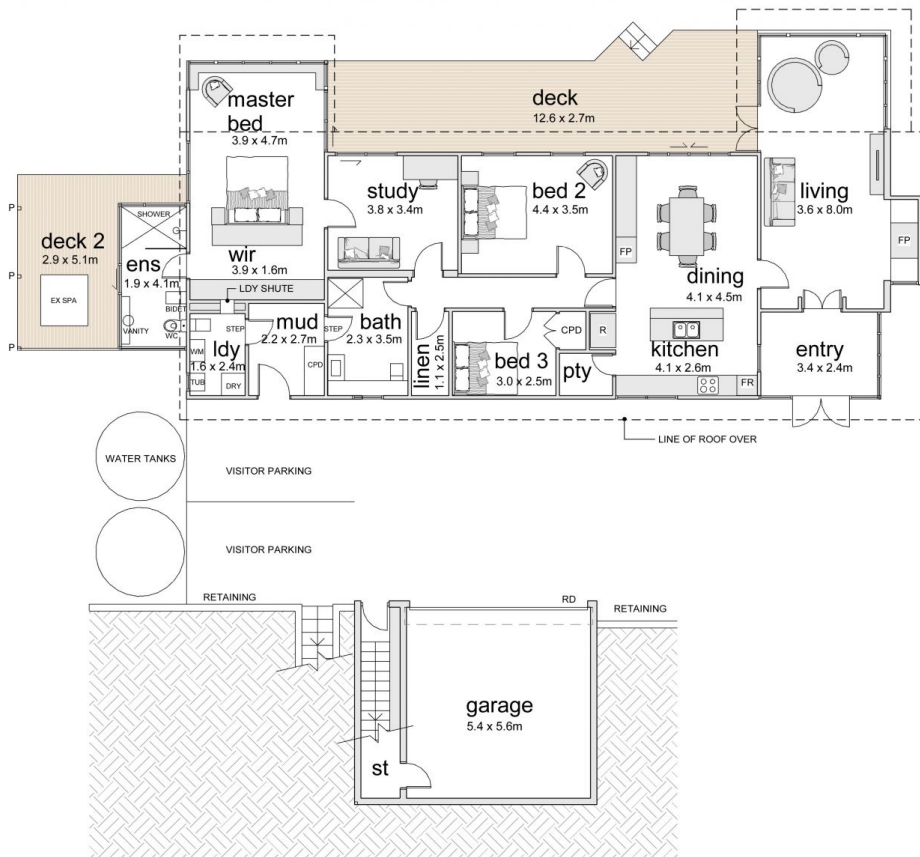 master
bed
3.9 x 4.7m
deck
12.6 x 2.7m
study
3.8 x 3.4m
bed 2
4.4 x 3.5m
living
3.6 x 8.0m
P
SHOWER
deck 2
2.9 x 5.1m
wir
3.9 x 1.6m
ens
1.9 x 4.1m
FP
dining
4.1 x 4.5m
FP
P
EX SPA
LDY SHUTE
BIDET
VANITY
WC
STEP
mud
2.2 x 2.7m
STEP
bath
2.3 x 3.5m
linen
1.1 x 2.5m
CPD
R
P
WM
ldy
1.6 x 2.4m
TUB
DRY
CPD
bed 3
3.0 x 2.5m
pty
kitchen
4.1 x 2.6m
FR
entry
3.4 x 2.4m
LINE OF ROOF OVER
WATER TANKS
VISITOR PARKING
VISITOR PARKING
RETAINING
RD
RETAINING
garage
5.4 x 5.6m
st